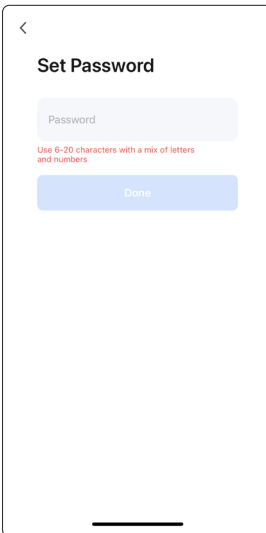 Set Password
Password
Use 6-20 characters with a mix of letters
and numbers
Done